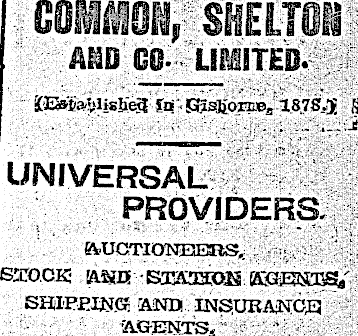 COMMON, SHELTON
AND CO. LIMITED.
(Established in Gisborne, 1878.)
UNIVERSAL
PROVIDERS.
AUCTIONEERS,
STOCK AND STATION AGENTS,
SHIPPING AND INSURANCE
AGENTS.